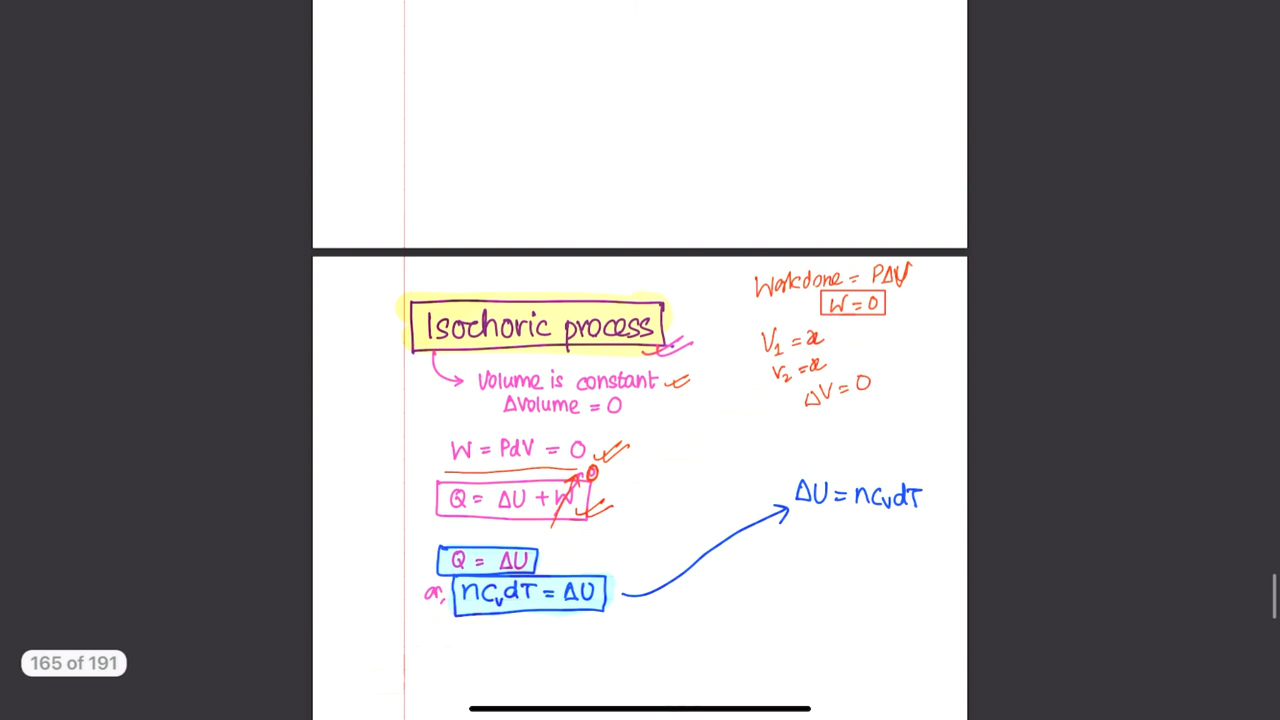 Isochoric process
Volume is constant
ΔVolume = 0
W = PdV = 0
Q = ΔU + W
0
Q = ΔU
or, nCvdT = ΔU
Workdone = PΔV
W = 0
V₁ = x
V₂ = x
ΔV = 0
ΔU = nCvdT
165 of 191